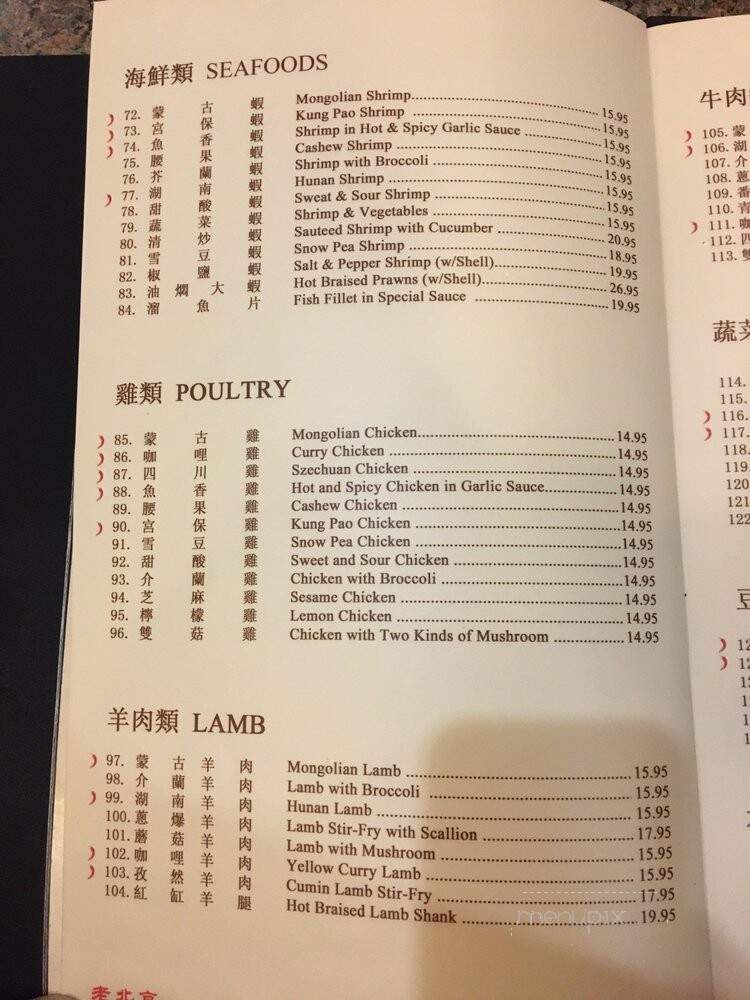 海鮮類 SEAFOODS
72. 蒙古蝦 Mongolian Shrimp 15.95
73. 宮保蝦 Kung Pao Shrimp 15.95
74. 魚香蝦 Shrimp in Hot & Spicy Garlic Sauce 15.95
75. 腰果蝦 Cashew Shrimp 15.95
76. 芥蘭蝦 Shrimp with Broccoli 15.95
77. 湖南蝦 Hunan Shrimp 15.95
78. 甜酸蝦 Sweat & Sour Shrimp 15.95
79. 蔬菜蝦 Shrimp & Vegetables 15.95
80. 清炒蝦 Sauteed Shrimp with Cucumber 20.95
81. 雪豆蝦 Snow Pea Shrimp 18.95
82. 椒鹽蝦 Salt & Pepper Shrimp (w/Shell) 19.95
83. 油燜大蝦 Hot Braised Prawns (w/Shell) 26.95
84. 溜魚片 Fish Fillet in Special Sauce 19.95
雞類 POULTRY
85. 蒙古雞 Mongolian Chicken 14.95
86. 咖哩雞 Curry Chicken 14.95
87. 四川雞 Szechuan Chicken 14.95
88. 魚香雞 Hot and Spicy Chicken in Garlic Sauce 14.95
89. 腰果雞 Cashew Chicken 14.95
90. 宮保雞 Kung Pao Chicken 14.95
91. 雪豆雞 Snow Pea Chicken 14.95
92. 甜酸雞 Sweet and Sour Chicken 14.95
93. 介蘭雞 Chicken with Broccoli 14.95
94. 芝麻雞 Sesame Chicken 14.95
95. 檸檬雞 Lemon Chicken 14.95
96. 雙菇雞 Chicken with Two Kinds of Mushroom 14.95
羊肉類 LAMB
97. 蒙古羊肉 Mongolian Lamb 15.95
98. 介蘭羊肉 Lamb with Broccoli 15.95
99. 湖南羊肉 Hunan Lamb 15.95
100. 蔥爆羊肉 Lamb Stir-Fry with Scallion 17.95
101. 蘑菇羊肉 Lamb with Mushroom 15.95
102. 咖哩羊肉 Yellow Curry Lamb 15.95
103. 孜然羊肉 Cumin Lamb Stir-Fry 17.95
104. 紅缸羊腿 Hot Braised Lamb Shank 19.95
老北京
menupix
牛肉
105. 蒙
106. 湖
107. 介
108. 蔥
109. 番
110. 青
111. 咖
112. 四
113.
蔬菜
114.
115.
116.
117.
118.
119.
120
121
122